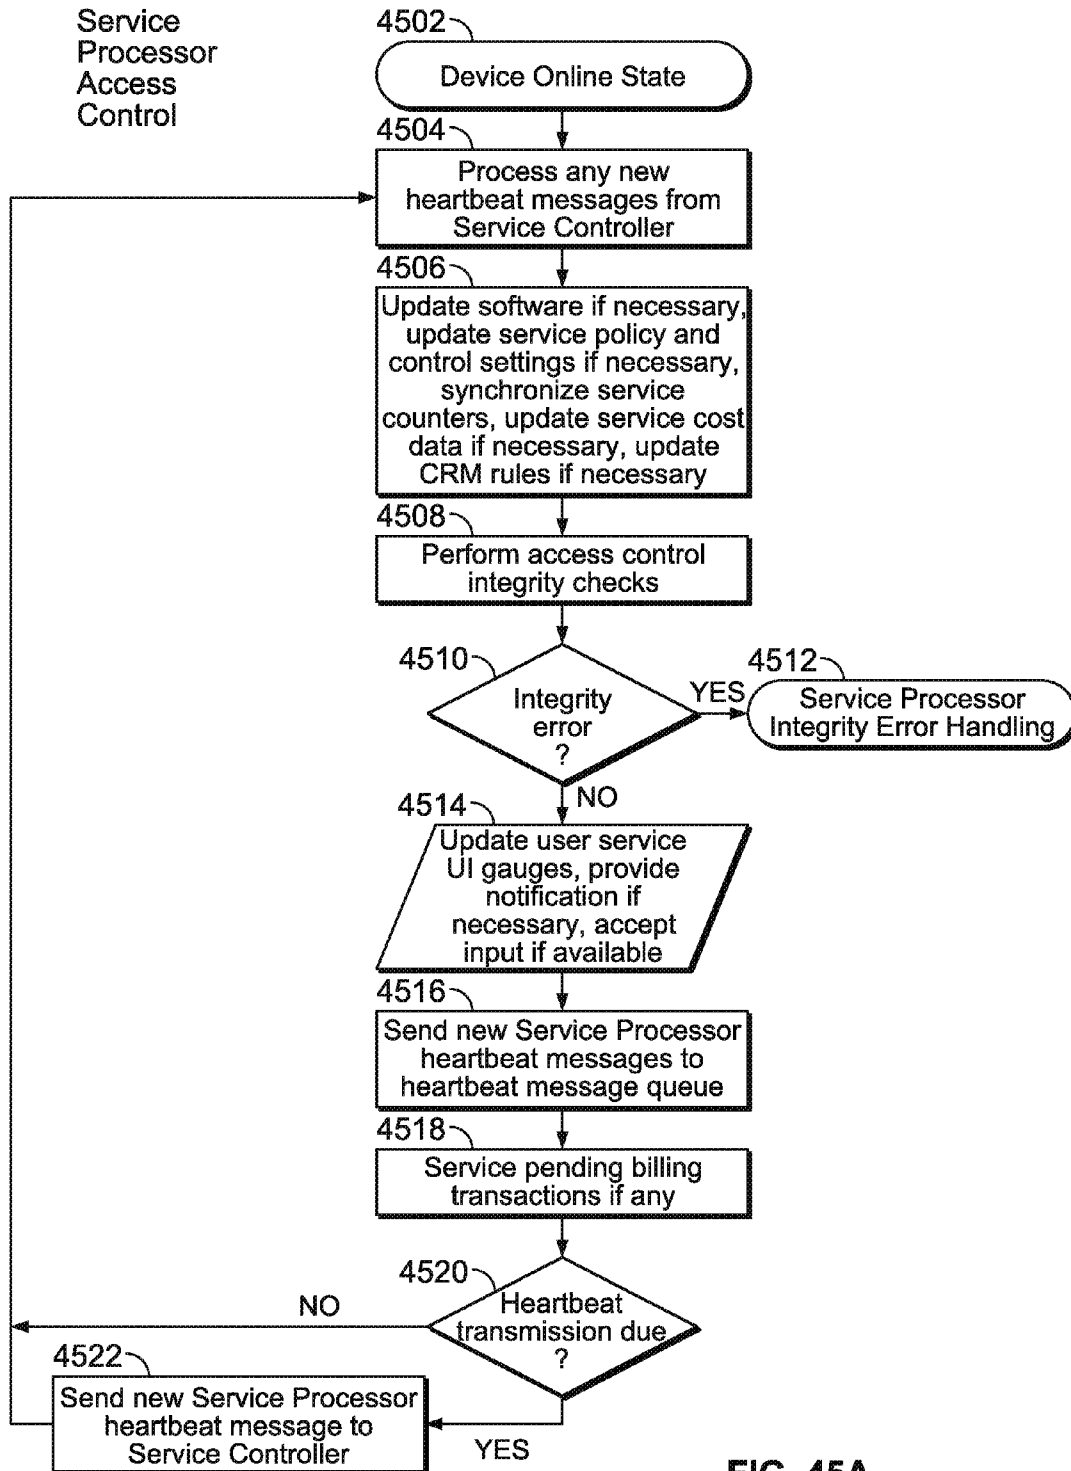 Service
Processor
Access
Control
4502
Device Online State
4504
Process any new
heartbeat messages from
Service Controller
4506
Update software if necessary,
update service policy and
control settings if necessary,
synchronize service
counters, update service cost
data if necessary, update
CRM rules if necessary
4508
Perform access control
integrity checks
4510
Integrity
error
?
YES
4512
Service Processor
Integrity Error Handling
NO
4514
Update user service
UI gauges, provide
notification if
necessary, accept
input if available
4516
Send new Service Processor
heartbeat messages to
heartbeat message queue
4518
Service pending billing
transactions if any
4520
Heartbeat
transmission due
?
NO
4522
Send new Service Processor
heartbeat message to
Service Controller
YES
FIG. 45A